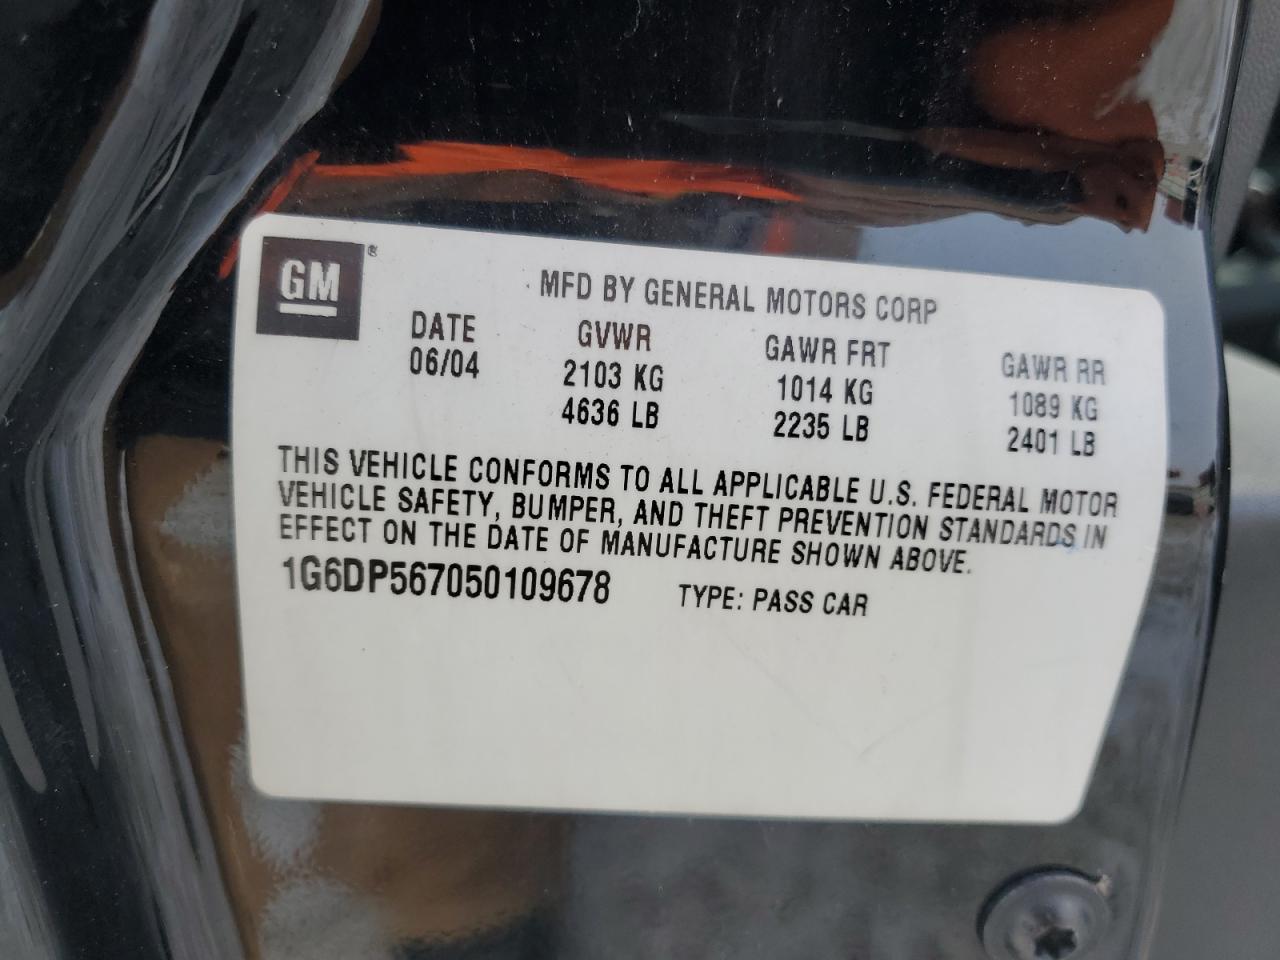 GM®
MFD BY GENERAL MOTORS CORP
DATE GVWR GAWR FRT GAWR RR
06/04 2103 KG 1014 KG 1089 KG
4636 LB 2235 LB 2401 LB
THIS VEHICLE CONFORMS TO ALL APPLICABLE U.S. FEDERAL MOTOR
VEHICLE SAFETY, BUMPER, AND THEFT PREVENTION STANDARDS IN
EFFECT ON THE DATE OF MANUFACTURE SHOWN ABOVE.
1G6DP567050109678 TYPE: PASS CAR